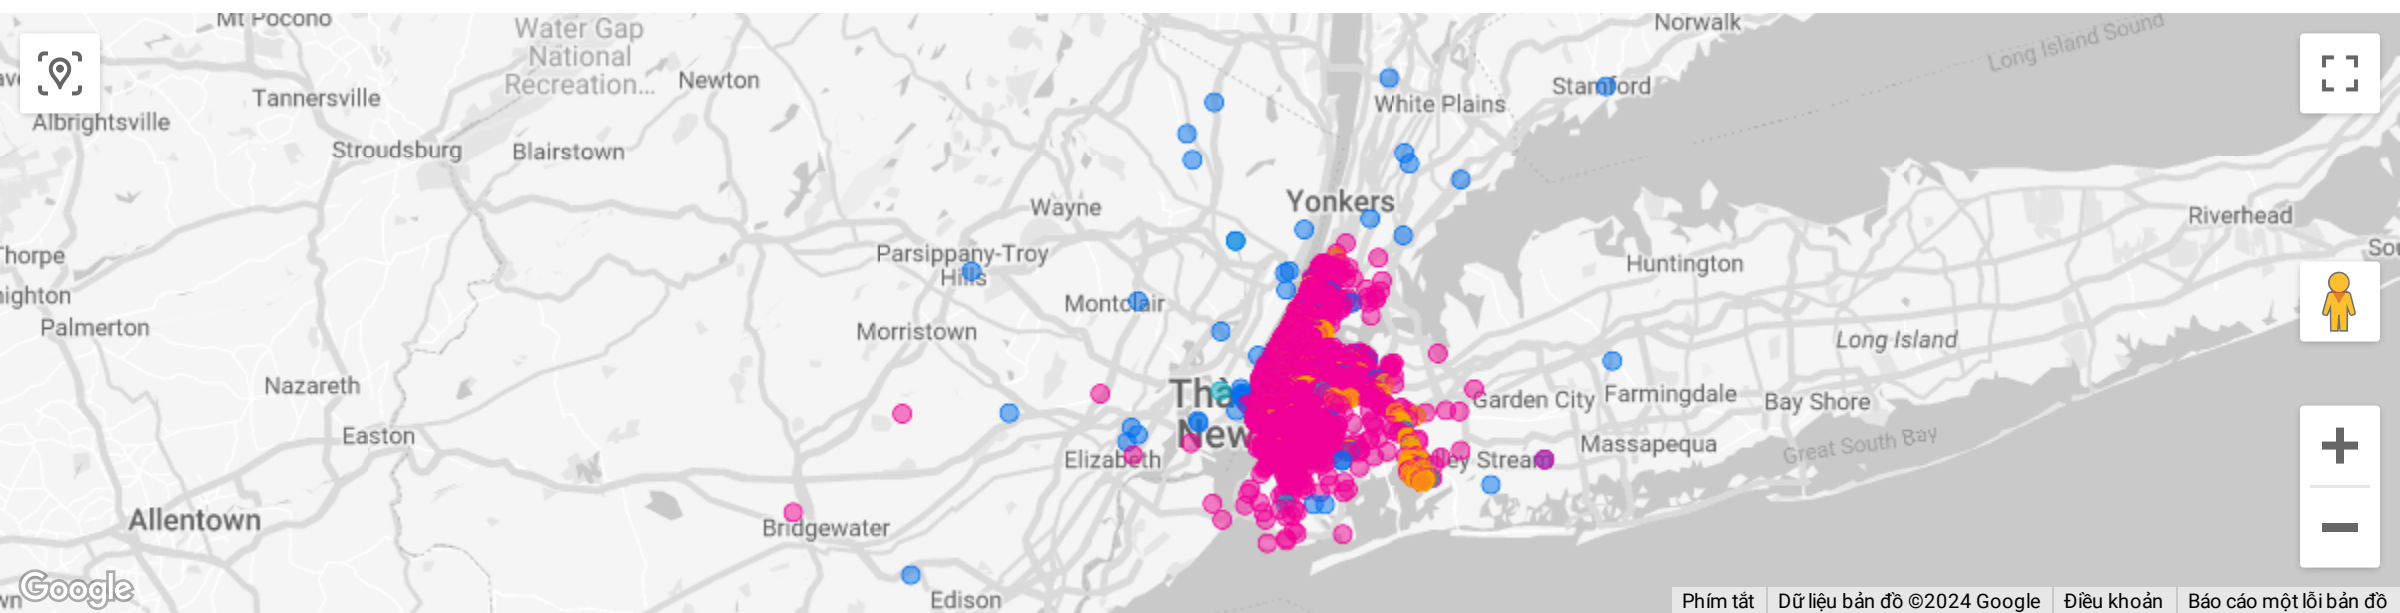 Mt Pocono
Water Gap
National
Recreation...
Newton
Norwalk
Long Island Sound
Tannersville
White Plains
Stamford
Albrightsville
Stroudsburg
Blairstown
Yonkers
Wayne
Riverhead
Parsippany-Troy
Hills
Huntington
Montclair
Palmerton
Morristown
Long Island
Nazareth
Garden City
Farmingdale
Bay Shore
Easton
New
Elizabeth
Stream
Massapequa
Great South Bay
Allentown
Bridgewater
Edison
Google
Phím tắt
Dữ liệu bản đồ ©2024 Google
Điều khoản
Báo cáo một lỗi bản đồ